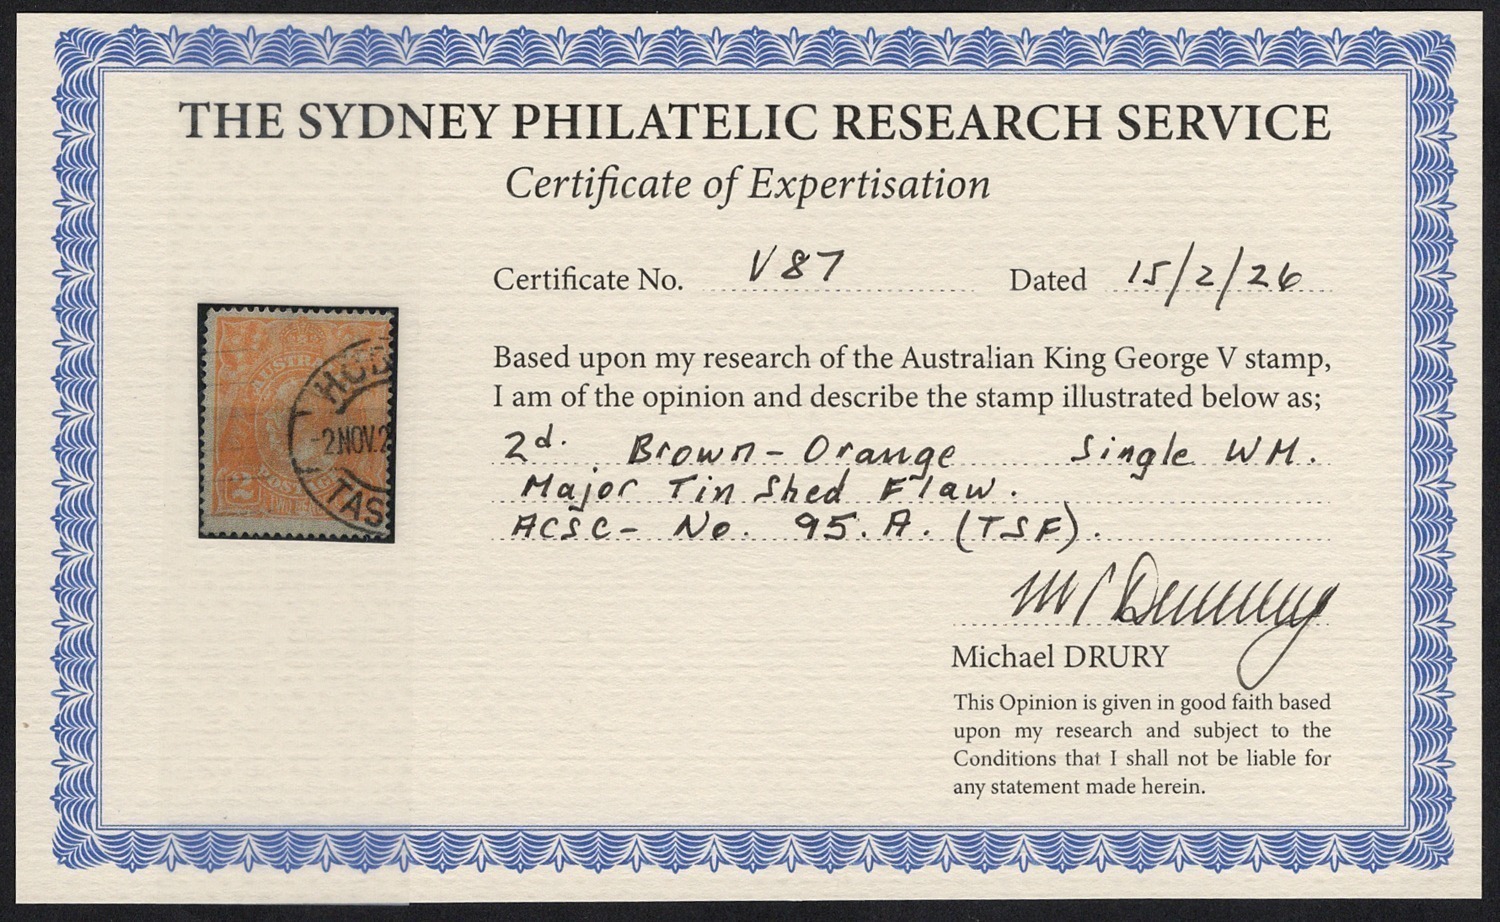 THE SYDNEY PHILATELIC RESEARCH SERVICE
Certificate of Expertisation
Certificate No. V87 Dated 15/2/26
Based upon my research of the Australian King George V stamp,
I am of the opinion and describe the stamp illustrated below as;
2d. Brown-Orange Single WM.
Major Tin Shed Flaw.
ACSC- No. 95.A. (TSF).
Michael DRURY
This Opinion is given in good faith based
upon my research and subject to the
Conditions that I shall not be liable for
any statement made herein.
AUSTRA
HOB
-2NOV.2
TAS
2
POSTAGE